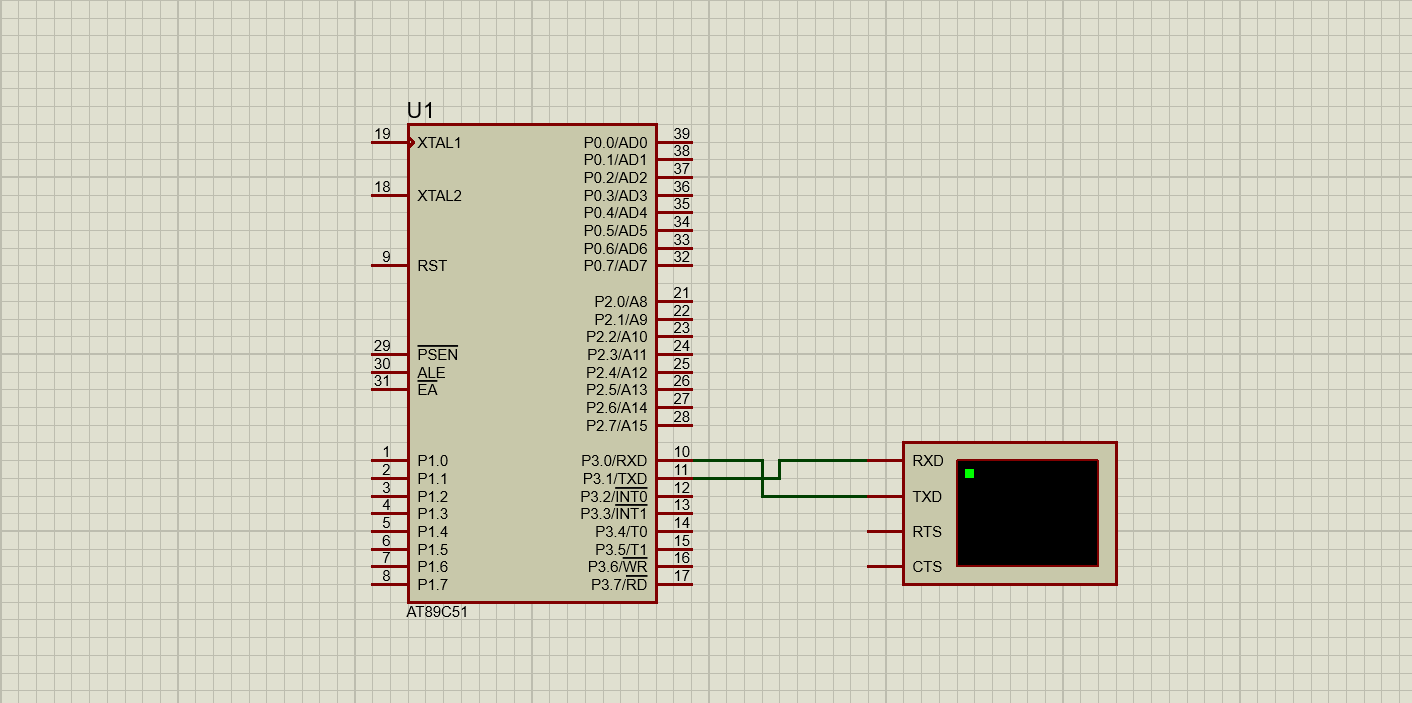 U1
19 XTAL1 P0.0/AD0 39
P0.1/AD1 38
P0.2/AD2 37
18 XTAL2 P0.3/AD3 36
P0.4/AD4 35
P0.5/AD5 34
P0.6/AD6 33
9 RST P0.7/AD7 32
P2.0/A8 21
P2.1/A9 22
P2.2/A10 23
29 PSEN P2.3/A11 24
30 ALE P2.4/A12 25
31 EA P2.5/A13 26
P2.6/A14 27
P2.7/A15 28
1 P1.0 P3.0/RXD 10 RXD
2 P1.1 P3.1/TXD 11
3 P1.2 P3.2/INT0 12 TXD
4 P1.3 P3.3/INT1 13
5 P1.4 P3.4/T0 14 RTS
6 P1.5 P3.5/T1 15
7 P1.6 P3.6/WR 16 CTS
8 P1.7 P3.7/RD 17
AT89C51